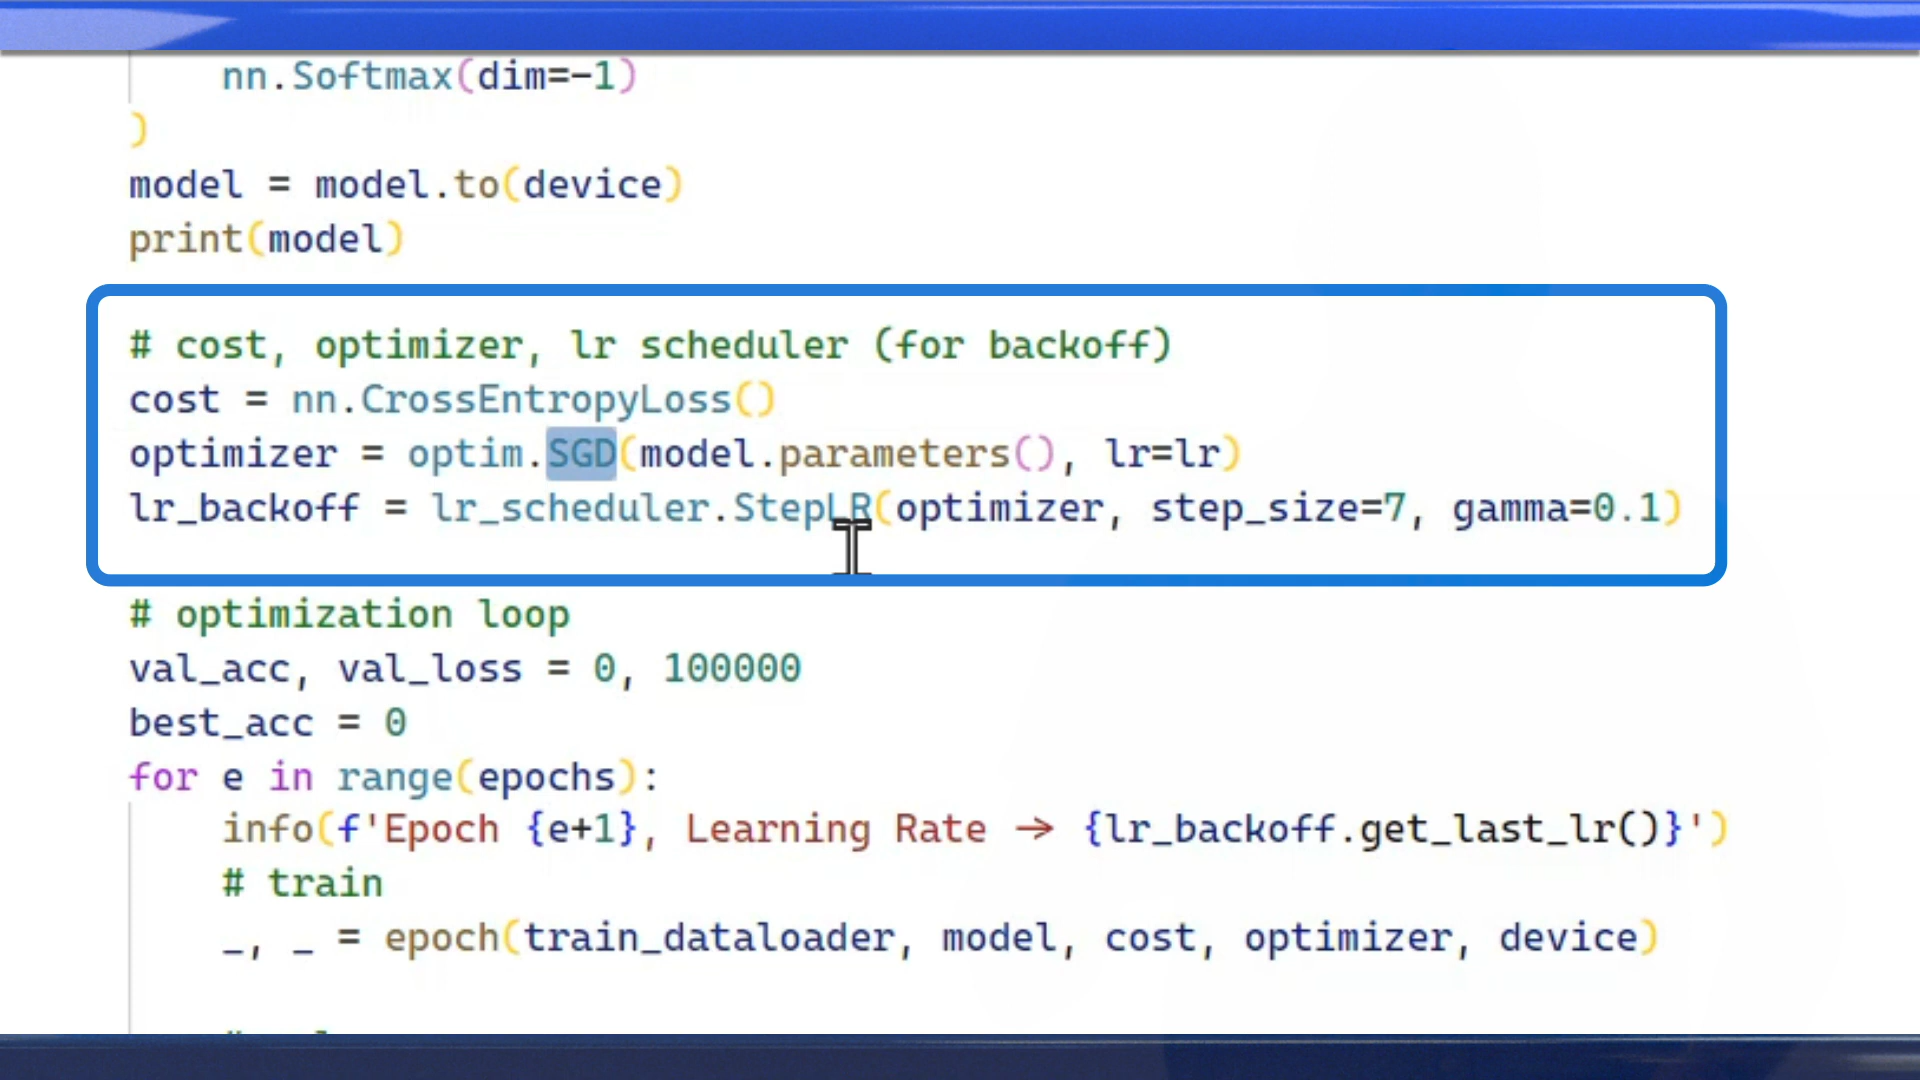 nn.Softmax(dim=-1)
)
model = model.to(device)
print(model)
# cost, optimizer, lr scheduler (for backoff)
cost = nn.CrossEntropyLoss()
optimizer = optim.SGD(model.parameters(), lr=lr)
lr_backoff = lr_scheduler.StepLR(optimizer, step_size=7, gamma=0.1)
# optimization loop
val_acc, val_loss = 0, 100000
best_acc = 0
for e in range(epochs):
info(f'Epoch {e+1}, Learning Rate → {lr_backoff.get_last_lr()}')
# train
_, _ = epoch(train_dataloader, model, cost, optimizer, device)